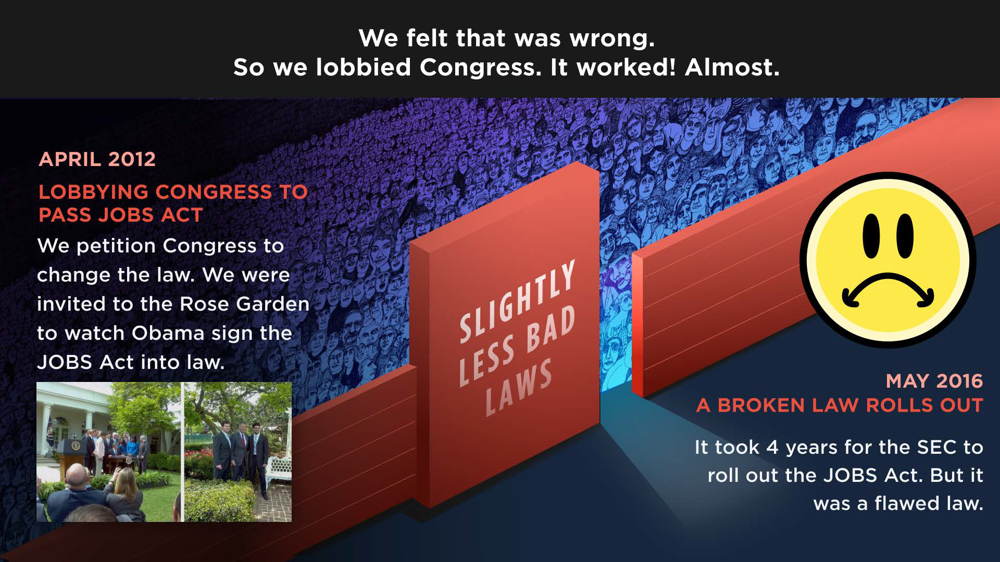 We felt that was wrong.
So we lobbied Congress. It worked! Almost.
APRIL 2012
LOBBYING CONGRESS TO
PASS JOBS ACT
We petition Congress to
change the law. We were
invited to the Rose Garden
to watch Obama sign the
JOBS Act into law.
SLIGHTLY
LESS BAD
LAWS
MAY 2016
A BROKEN LAW ROLLS OUT
It took 4 years for the SEC to
roll out the JOBS Act. But it
was a flawed law.